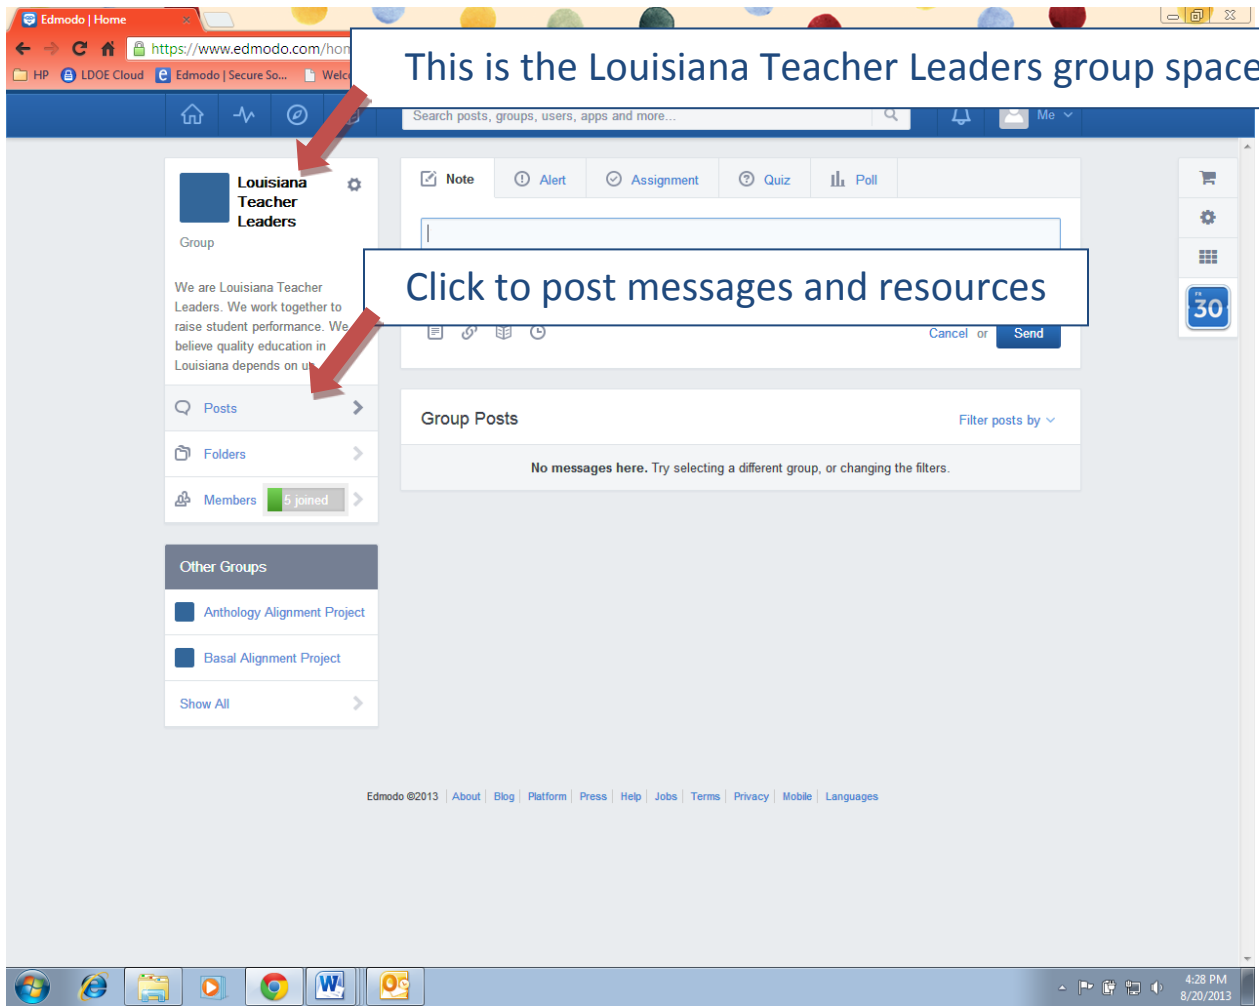 Edmodo | Home
https://www.edmodo.com/hon
HP LDOE Cloud Edmodo | Secure So... Welc
This is the Louisiana Teacher Leaders group space
Search posts, groups, users, apps and more...
Me
Louisiana
Teacher
Leaders
Group
We are Louisiana Teacher
Leaders. We work together to
raise student performance. We
believe quality education in
Louisiana depends on
Posts
Folders
Members 5 joined
Other Groups
Anthology Alignment Project
Basal Alignment Project
Show All
Note Alert Assignment Quiz Poll
Click to post messages and resources
Cancel or Send
Group Posts
Filter posts by
No messages here. Try selecting a different group, or changing the filters.
30
Edmodo ©2013 | About | Blog | Platform | Press | Help | Jobs | Terms | Privacy | Mobile | Languages
4:28 PM
8/20/2013